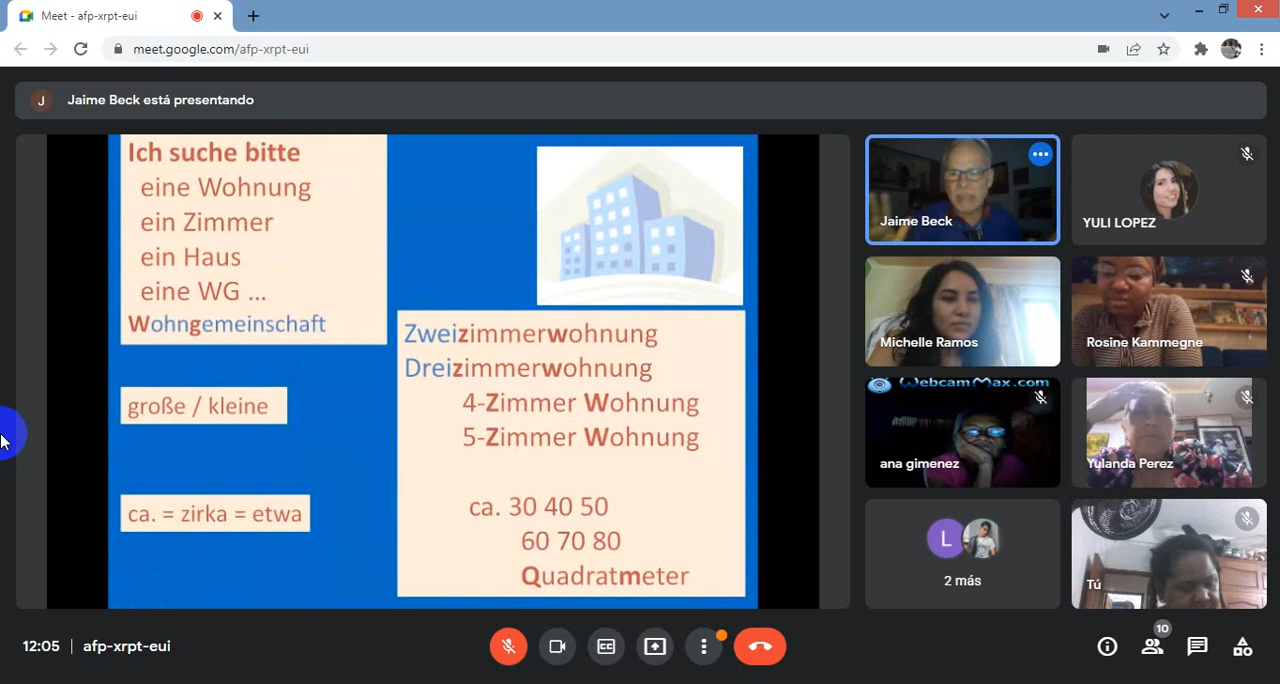 Meet - afp-xrpt-eui
meet.google.com/afp-xrpt-eui
J
Jaime Beck está presentando
Ich suche bitte
eine Wohnung
ein Zimmer
ein Haus
eine WG ...
Wohngemeinschaft
große / kleine
ca. = zirka = etwa
Zweizimmerwohnung
Dreizimmerwohnung
4-Zimmer Wohnung
5-Zimmer Wohnung
ca. 30 40 50
60 70 80
Quadratmeter
Jaime Beck
YULI LOPEZ
Michelle Ramos
Rosine Kammegne
WebcamMax.com
ana gimenez
Yulanda Perez
L
2 más
Tú
12:05
afp-xrpt-eui
CC
10